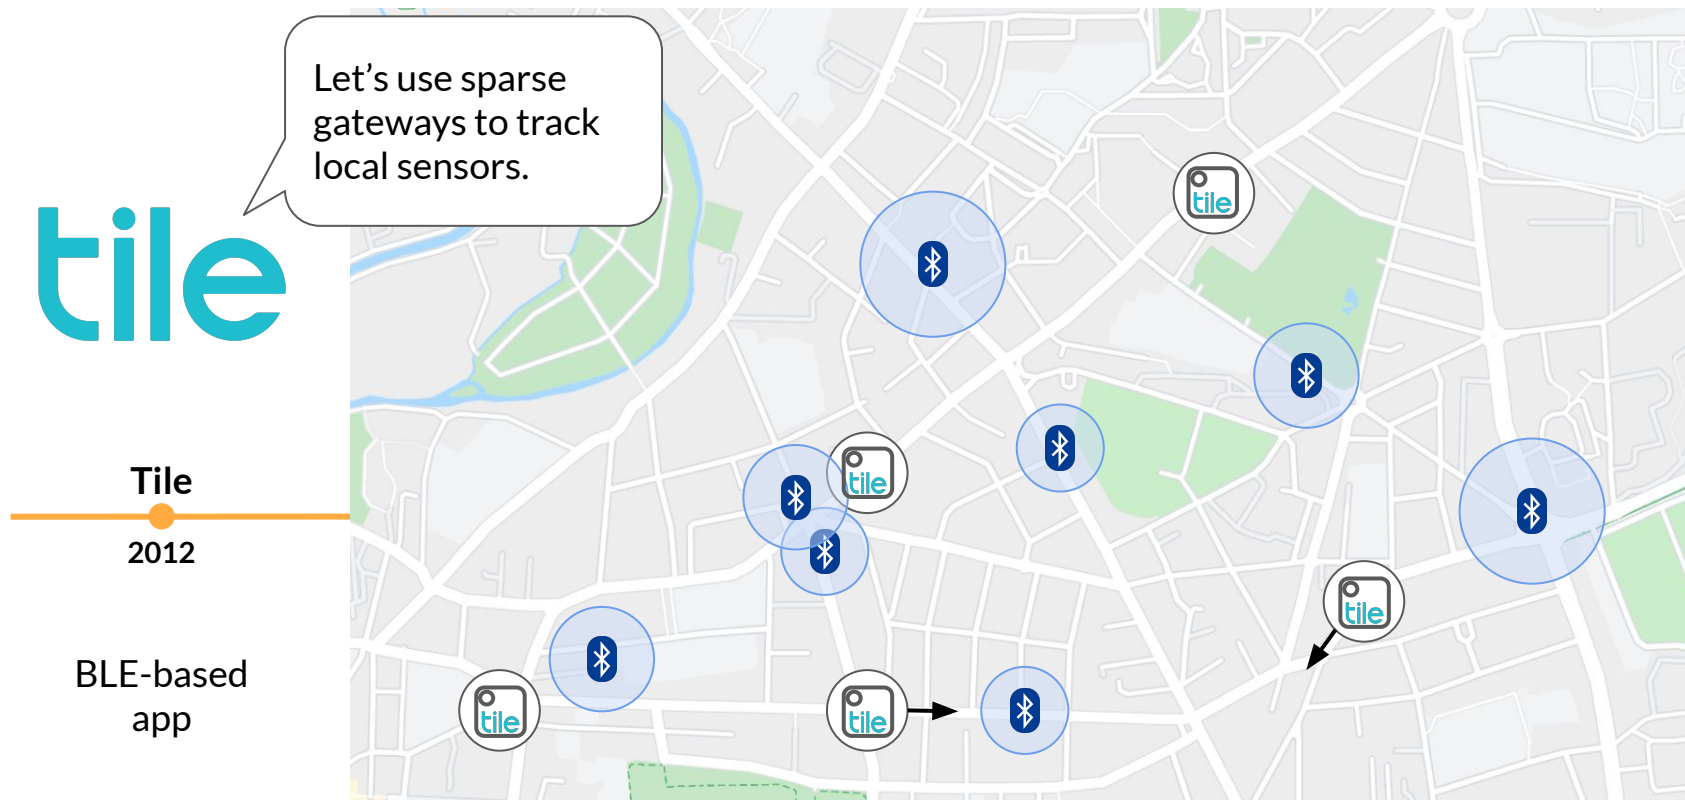 Let's use sparse
gateways to track
local sensors.
tile
Tile
2012
BLE-based
app
tile
tile
tile
tile
tile